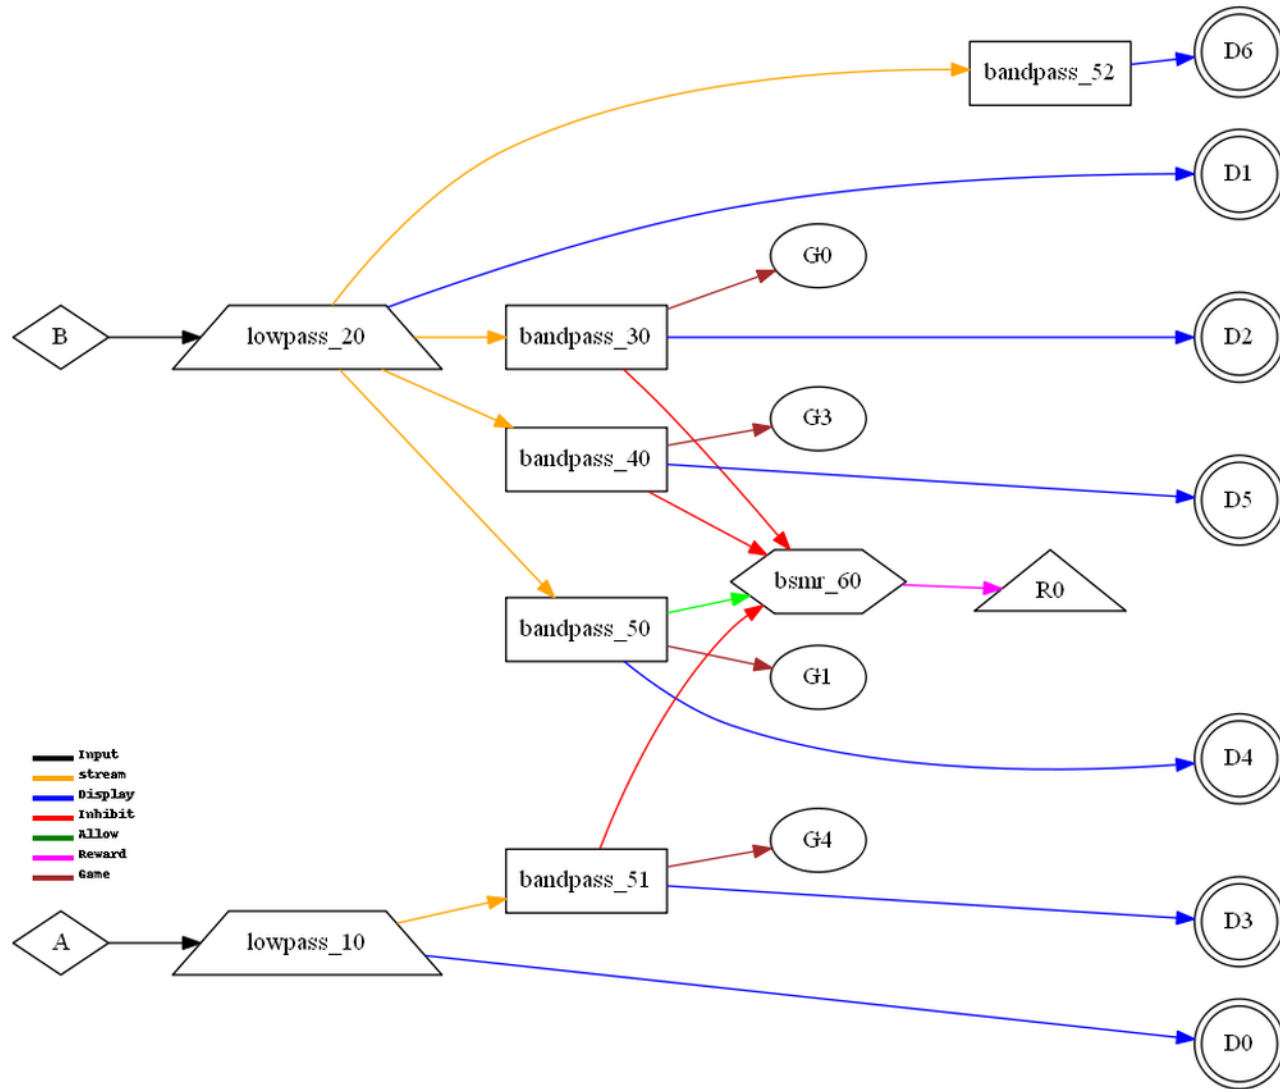 D6
bandpass_52
D1
G0
B
lowpass_20
bandpass_30
D2
G3
bandpass_40
D5
bsmr_60
R0
bandpass_50
G1
D4
Input
stream
Display
Inhibit
Allow
Reward
Game
G4
bandpass_51
D3
A
lowpass_10
D0